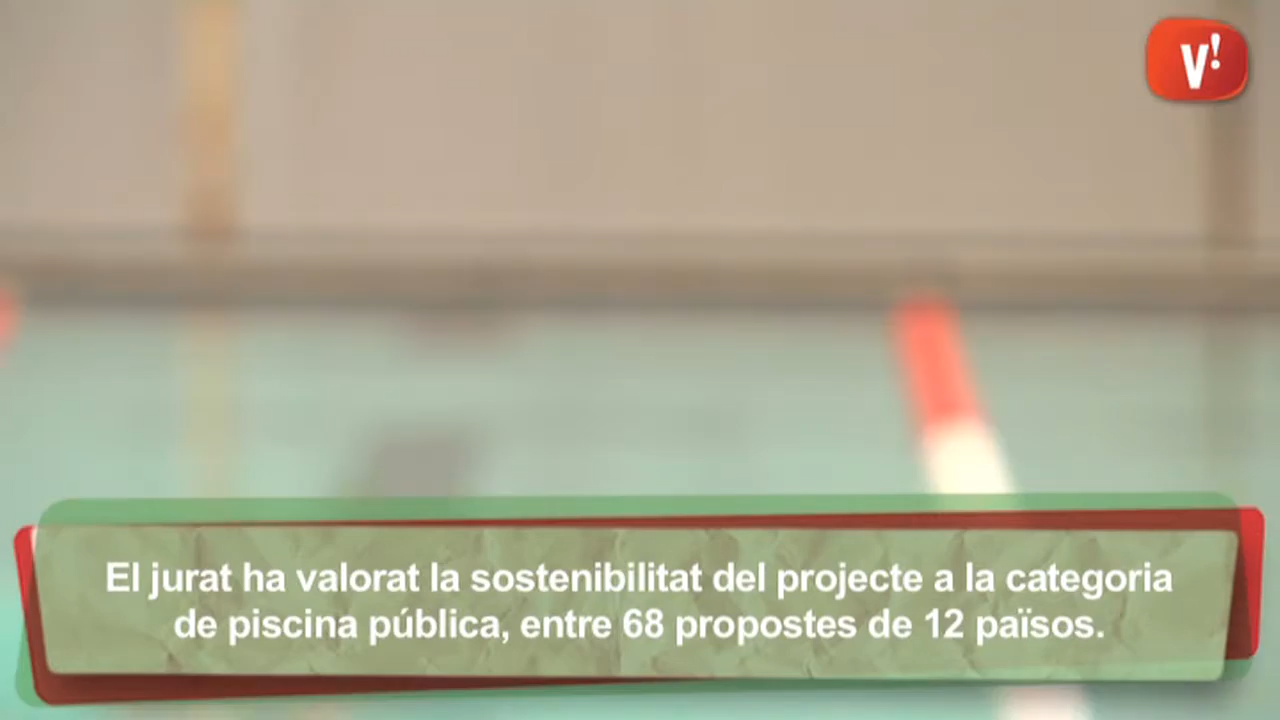 V!
El jurat ha valorat la sostenibilitat del projecte a la categoria
de piscina pública, entre 68 propostes de 12 països.